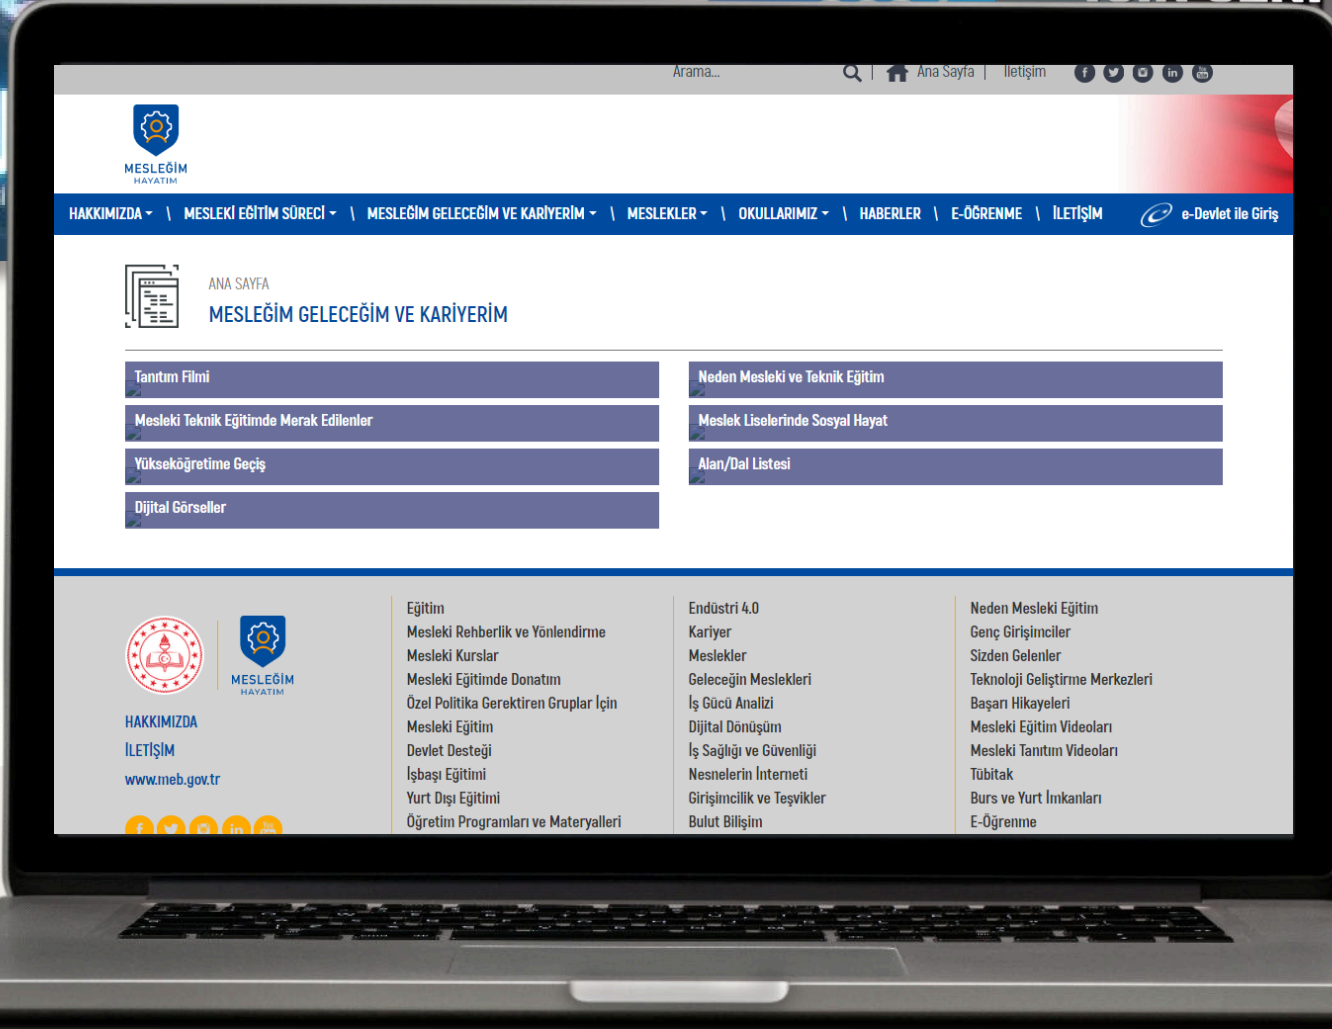 Arama...
Ana Sayfa
İletişim
MESLEĞİM
HAYATIM
HAKKIMIZDA \ MESLEKİ EĞİTİM SÜRECİ \ MESLEĞİM GELECEĞİM VE KARİYERİM \ MESLEKLER \ OKULLARIMIZ \ HABERLER \ E-ÖĞRENME \ İLETİŞİM e-Devlet ile Giriş
ANA SAYFA
MESLEĞİM GELECEĞİM VE KARİYERİM
Tanıtım Filmi
Neden Mesleki ve Teknik Eğitim
Mesleki Teknik Eğitimde Merak Edilenler
Meslek Liselerinde Sosyal Hayat
Yükseköğretime Geçiş
Alan/Dal Listesi
Dijital Görseller
MESLEĞİM
HAYATIM
HAKKIMIZDA
İLETİŞİM
www.meb.gov.tr
Eğitim
Mesleki Rehberlik ve Yönlendirme
Mesleki Kurslar
Mesleki Eğitimde Donatım
Özel Politika Gerektiren Gruplar İçin
Mesleki Eğitim
Devlet Desteği
İşbaşı Eğitimi
Yurt Dışı Eğitimi
Öğretim Programları ve Materyalleri
Endüstri 4.0
Kariyer
Meslekler
Geleceğin Meslekleri
İş Gücü Analizi
Dijital Dönüşüm
İş Sağlığı ve Güvenliği
Nesnelerin İnterneti
Girişimcilik ve Teşvikler
Bulut Bilişim
Neden Mesleki Eğitim
Genç Girişimciler
Sizden Gelenler
Teknoloji Geliştirme Merkezleri
Başarı Hikayeleri
Mesleki Eğitim Videoları
Mesleki Tanıtım Videoları
Tübitak
Burs ve Yurt İmkanları
E-Öğrenme